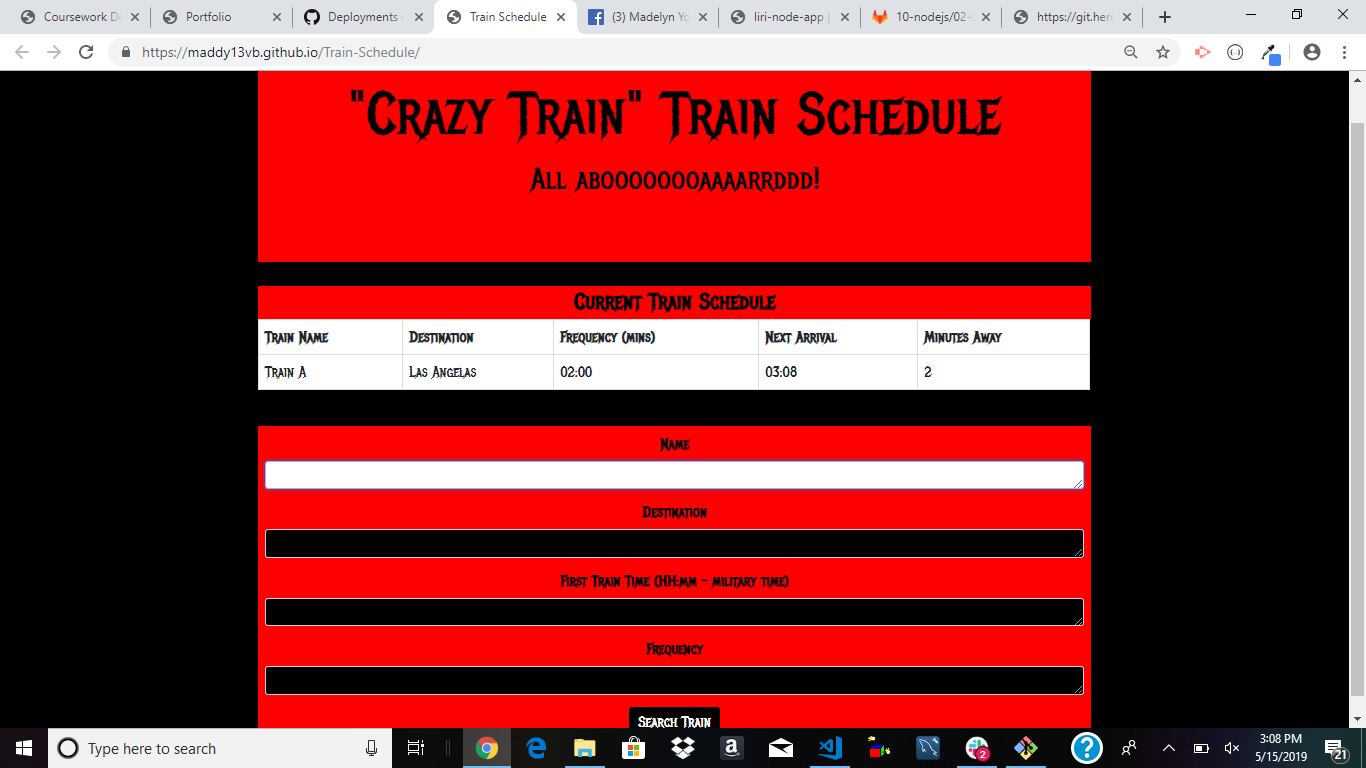 Coursework De
Portfolio
Deployments
Train Schedule
(3) Madelyn Yo
liri-node-app |
10-nodejs/02-
https://git.hero
https://maddy13vb.github.io/Train-Schedule/
"Crazy Train" Train Schedule
All aboooooooaaaarrddd!
Current Train Schedule
Train Name Destination Frequency (mins) Next Arrival Minutes Away
Train A Las Angelas 02:00 03:08 2
Name
Destination
First Train Time (HH:mm - military time)
Frequency
Search Train
Type here to search
2
3:08 PM
5/15/2019
21